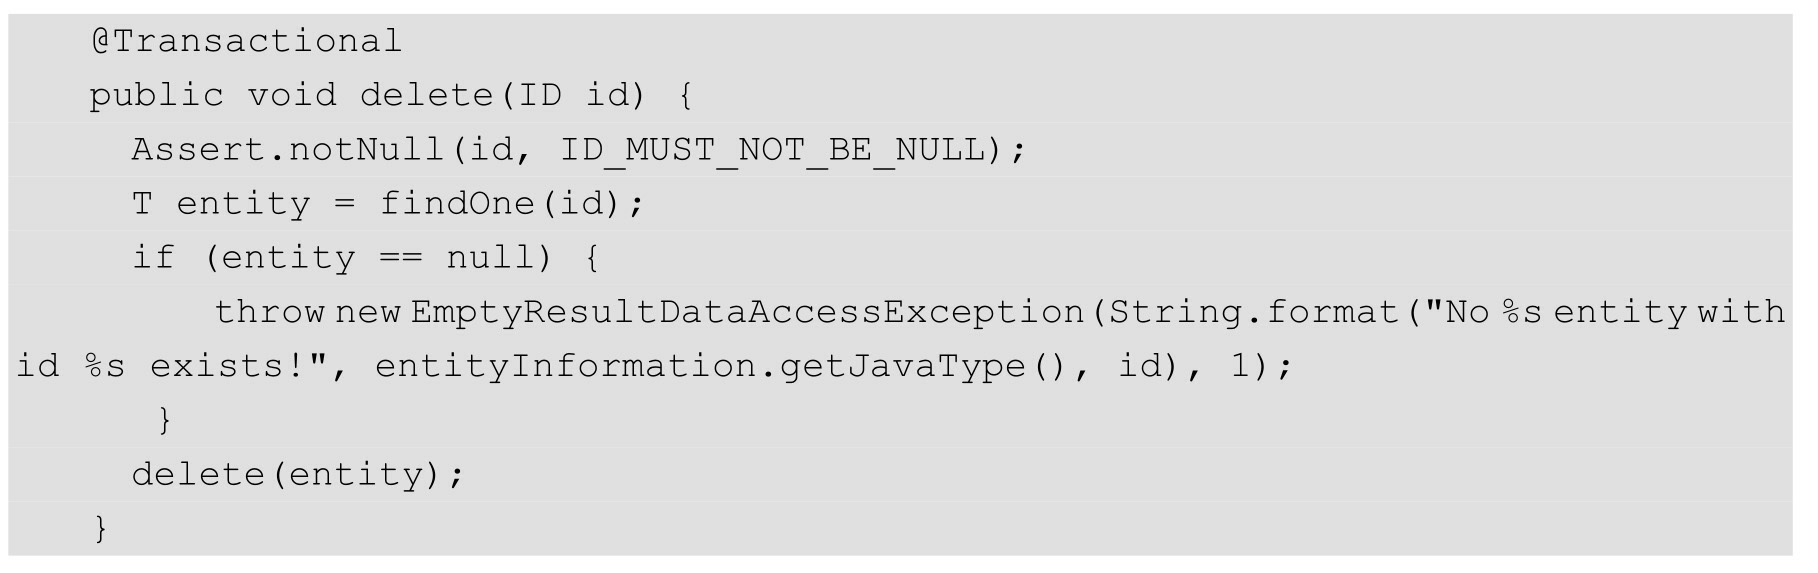 @Transactional
public void delete(ID id) {
Assert.notNull(id, ID_MUST_NOT_BE_NULL);
T entity = findOne(id);
if (entity == null) {
throw new EmptyResultDataAccessException(String.format("No %s entity with
id %s exists!", entityInformation.getJavaType(), id), 1);
}
delete(entity);
}